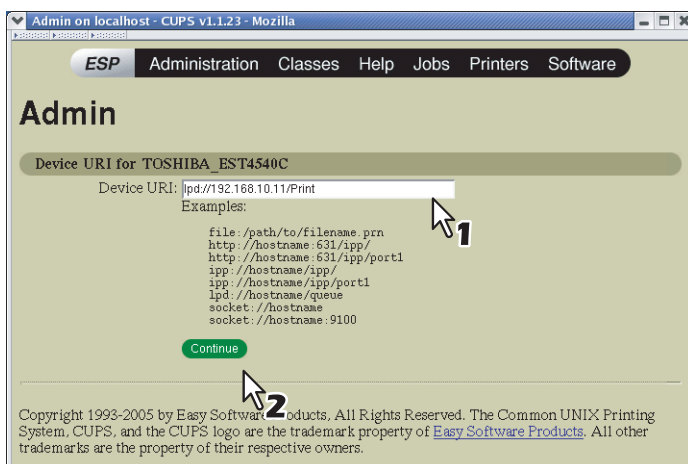 Admin on localhost - CUPS v1.1.23 - Mozilla
ESP Administration Classes Help Jobs Printers Software
Admin
Device URI for TOSHIBA_EST4540C
Device URI: lpd://192.168.10.11/Print
1
Examples:
file:/path/to/filename.prn
http://hostname:631/ipp/
http://hostname:631/ipp/port1
ipp://hostname/ipp/
ipp://hostname/ipp/port1
lpd://hostname/queue
socket://hostname
socket://hostname:9100
Continue
2
Copyright 1993-2005 by Easy Software Products, All Rights Reserved. The Common UNIX Printing
System, CUPS, and the CUPS logo are the trademark property of Easy Software Products. All other
trademarks are the property of their respective owners.